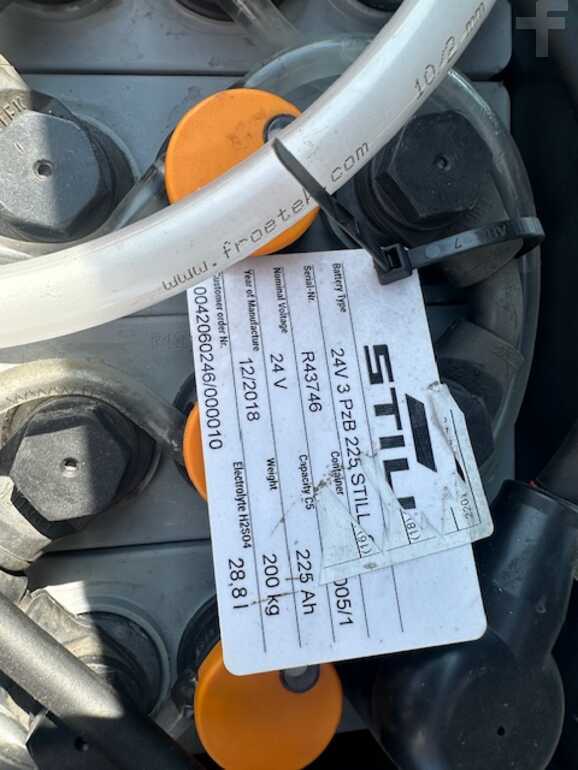 10/2 mm
www.froetek.com
STILL
Battery Type 24V 3 PzB 225 STILL
Container 005/1
Serial-Nr. R43746
Capacity c5 225 Ah
Nominal Voltage 24 V
Weight 200 kg
Year of Manufacture 12/2018
Electrolyte H2SO4 28,8 l
Customer order Nr.
0042060246/000010